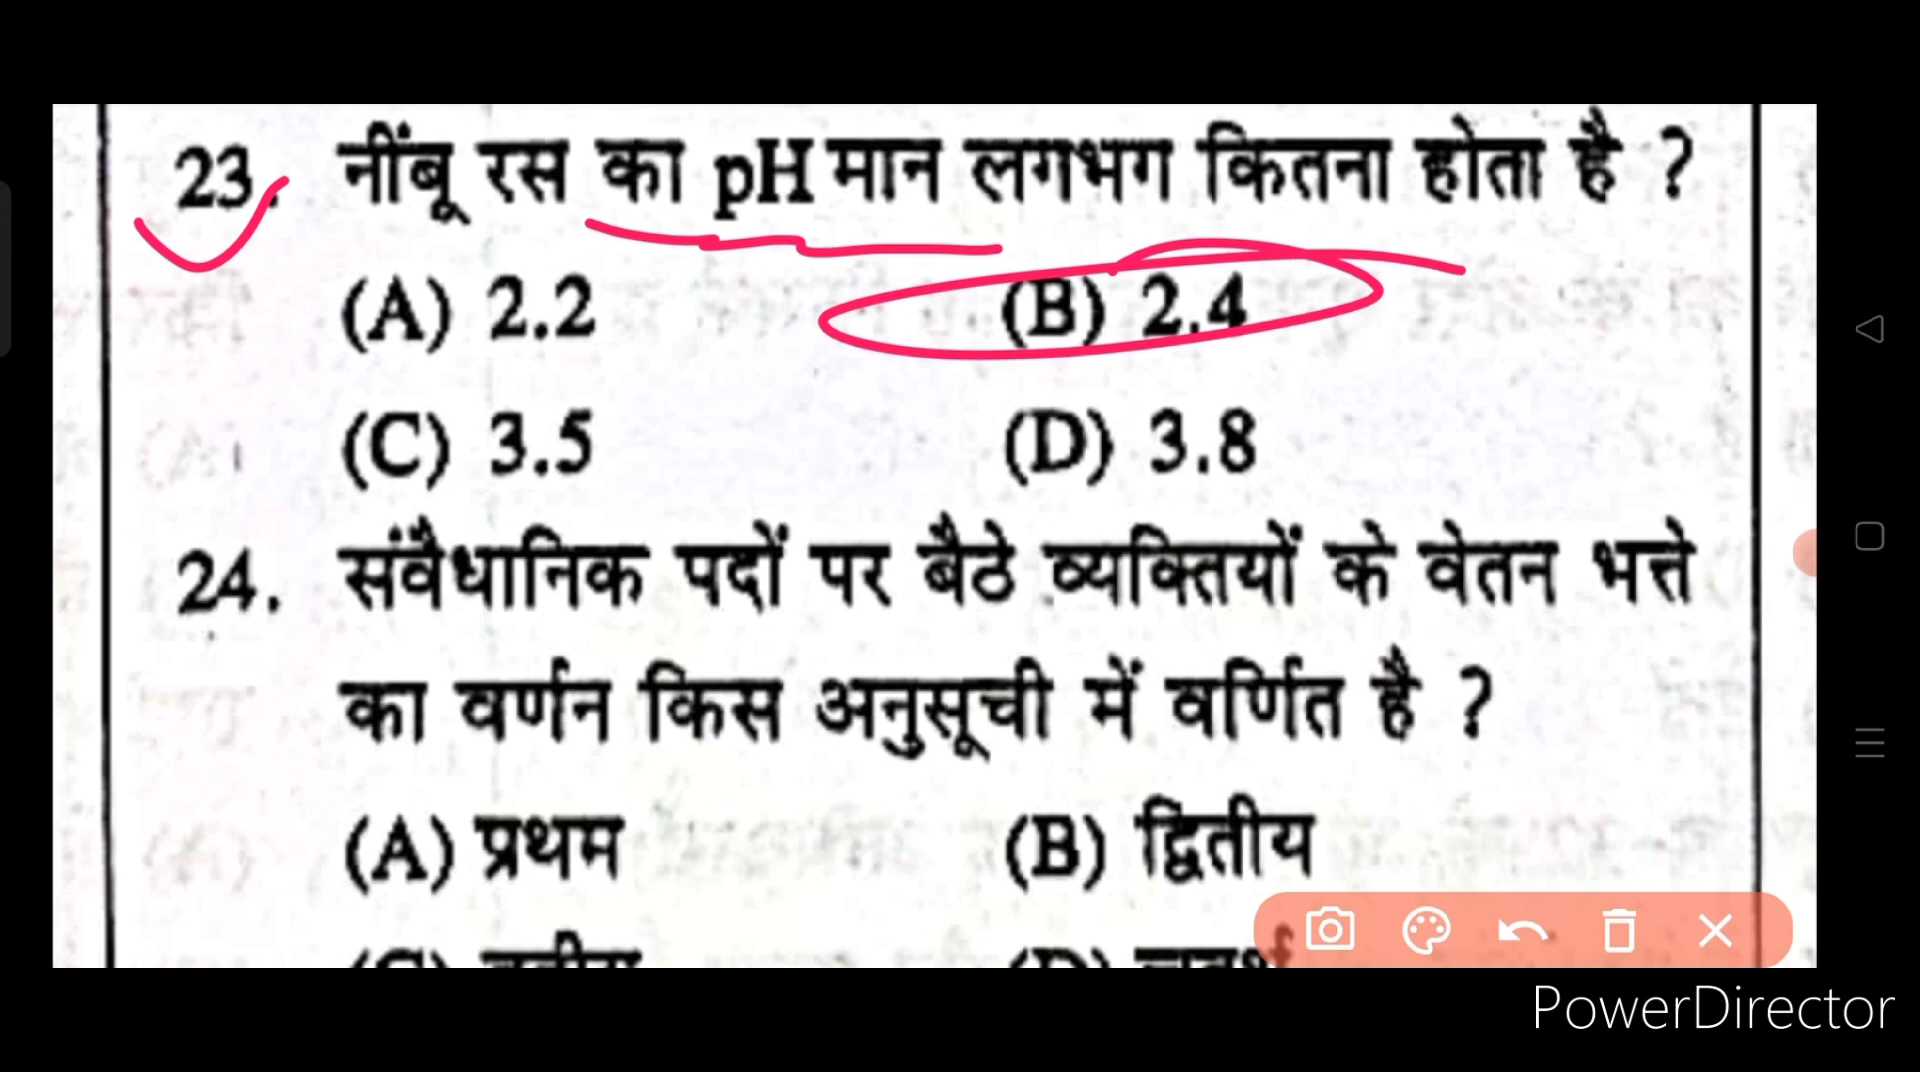 23. नींबू रस का pH मान लगभग कितना होता है ?
(A) 2.2 (B) 2.4
(C) 3.5 (D) 3.8
24. संवैधानिक पदों पर बैठे व्यक्तियों के वेतन भत्ते
का वर्णन किस अनुसूची में वर्णित है ?
(A) प्रथम (B) द्वितीय
PowerDirector